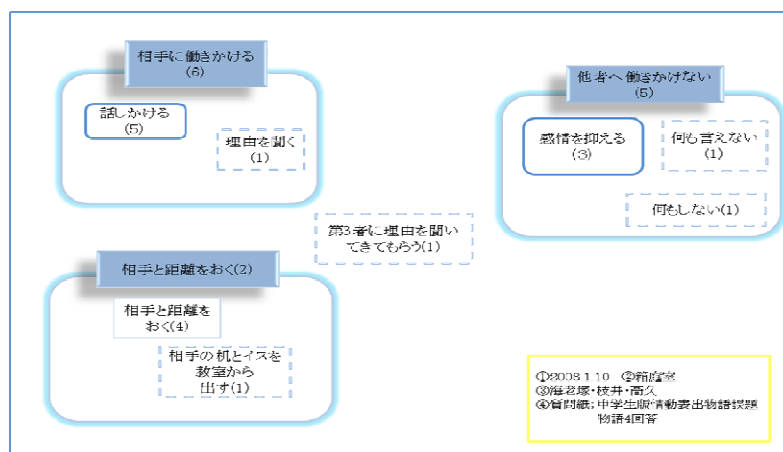 相手に働きかける
(6)
話しかける
(5)
理由を聞く
(1)
他者へ働きかけない
(5)
感情を抑える
(3)
何も言えない
(1)
何もしない(1)
第3者に理由を聞い
てきてもらう(1)
相手と距離をおく(2)
相手と距離を
おく(4)
相手の机とイスを
教室から
出す(1)
①2008.1.10 ②箱庭室
③海老塚・枝井・高久
④質問紙;中学生版情動表出物語課題
物語4回答